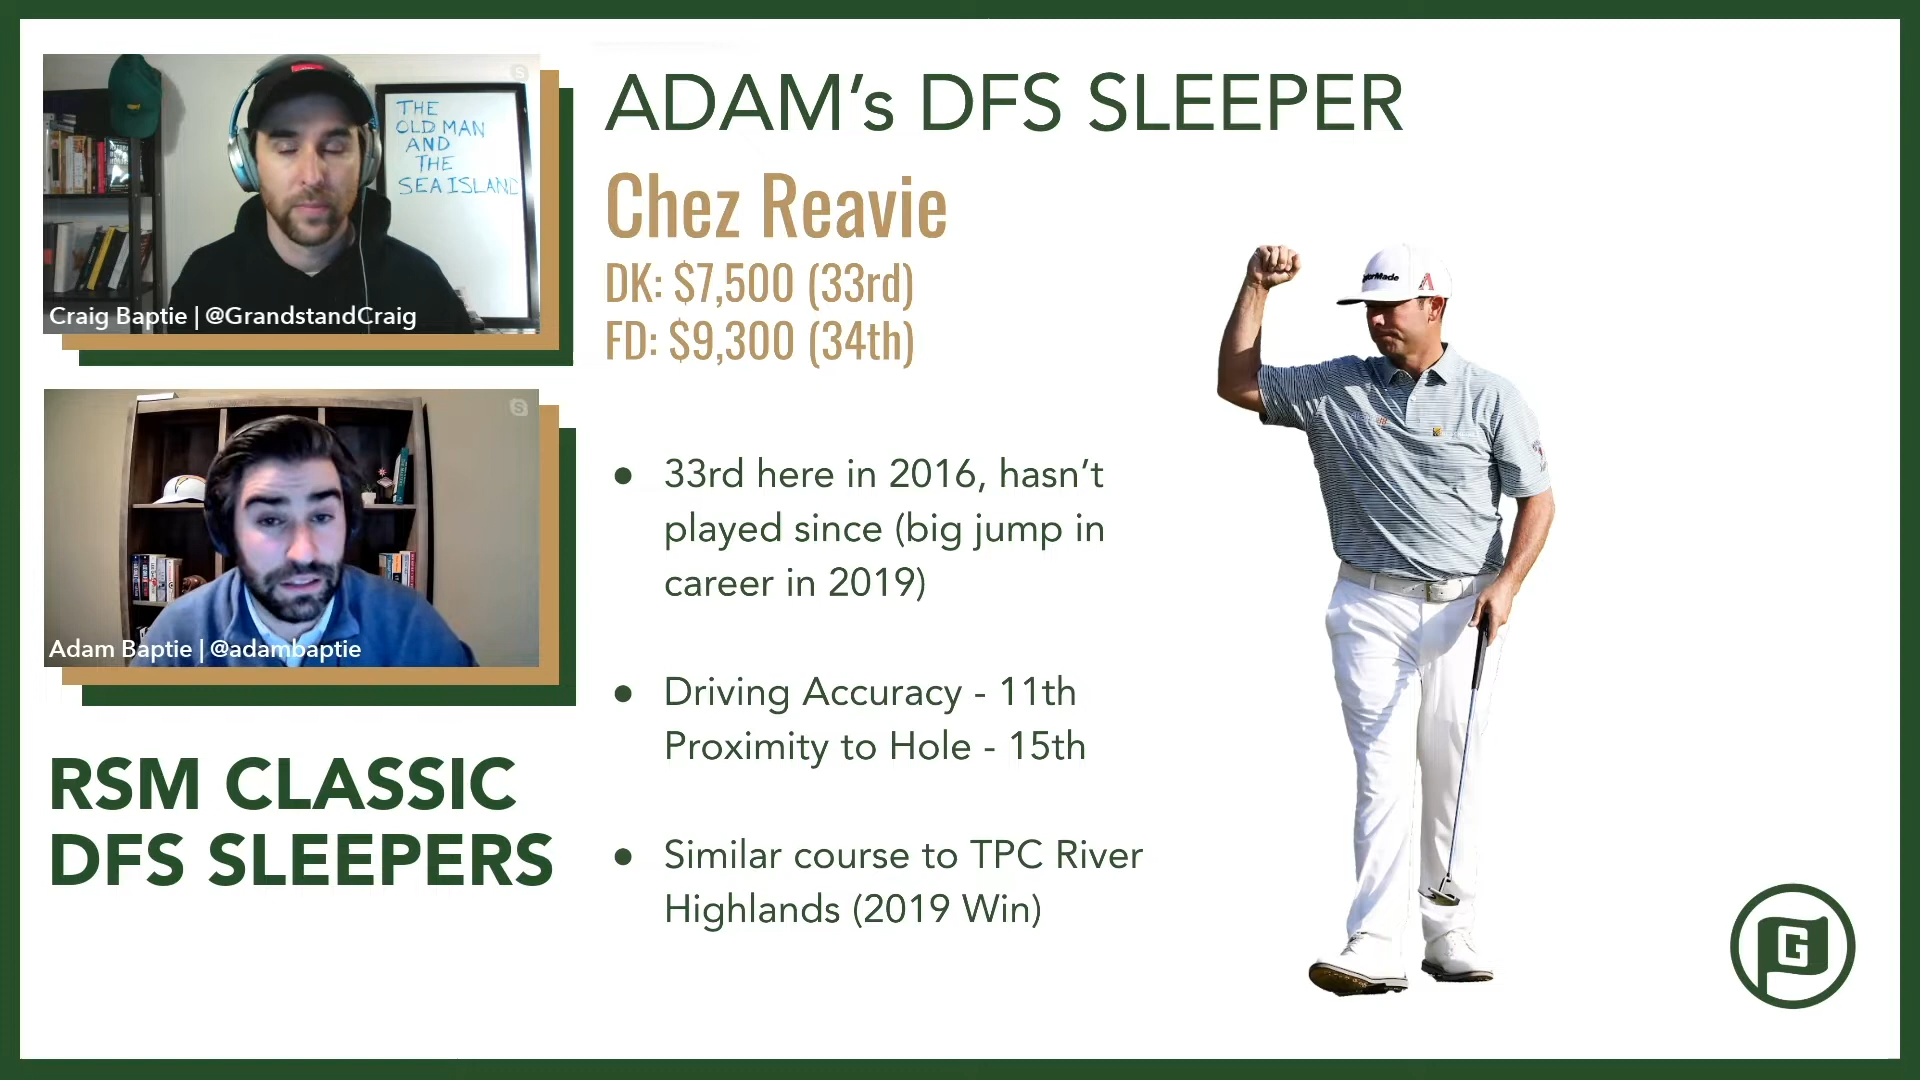 THE
OLD MAN
AND
THE
SEA ISLAND
Craig Baptie | @GrandstandCraig
Adam Baptie | @adambaptie
RSM CLASSIC
DFS SLEEPERS
ADAM’s DFS SLEEPER
Chez Reavie
DK: $7,500 (33rd)
FD: $9,300 (34th)
● 33rd here in 2016, hasn’t
played since (big jump in
career in 2019)
● Driving Accuracy - 11th
Proximity to Hole - 15th
● Similar course to TPC River
Highlands (2019 Win)
TaylorMade
G